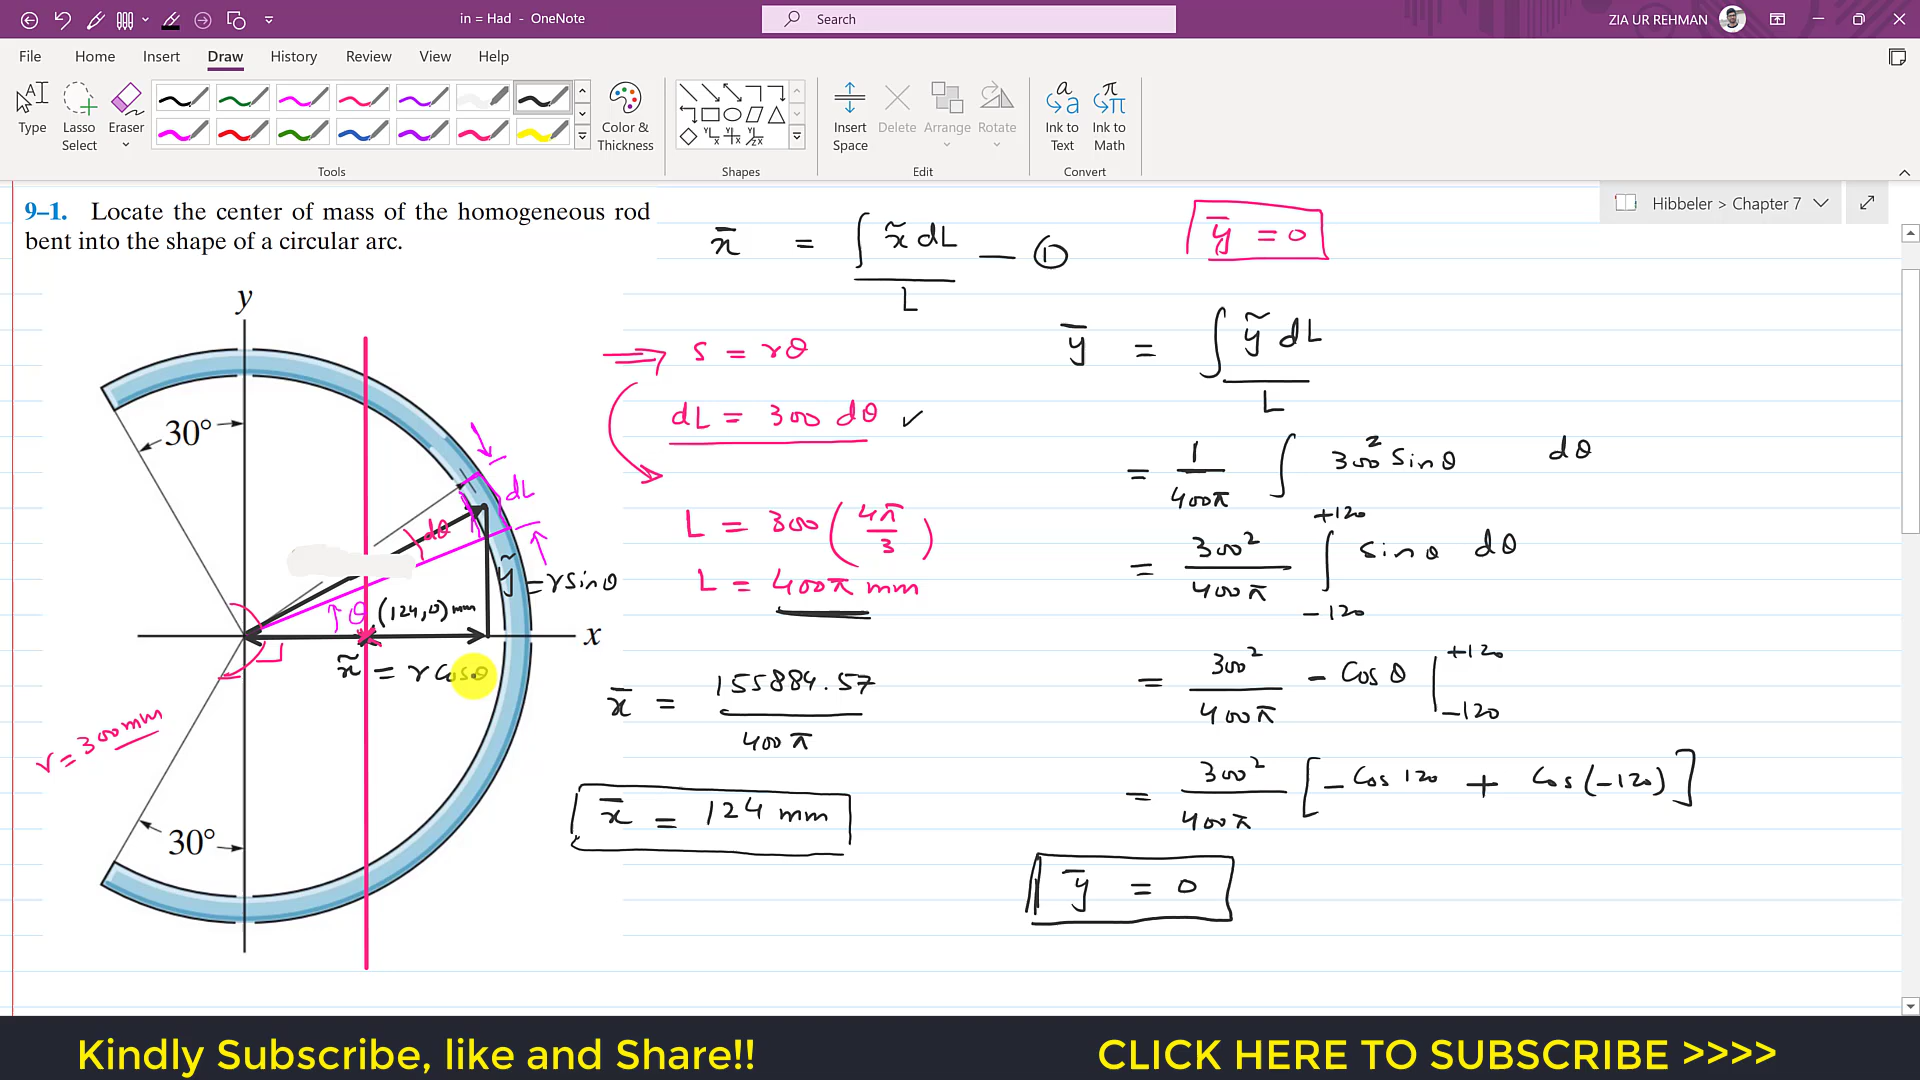 in = Had - OneNote
Search
ZIA UR REHMAN
File Home Insert Draw History Review View Help
Type
Lasso Select
Eraser
Color & Thickness
Insert Space
Delete
Arrange
Rotate
Ink to Text
Ink to Math
Tools
Shapes
Edit
Convert
Hibbeler > Chapter 7
9–1. Locate the center of mass of the homogeneous rod
bent into the shape of a circular arc.
y
30°
dL
dθ
ỹ = r sinθ
θ
(124,0) mm
x
x̃ = r cosθ
L
r = 300mm
30°
x̄ = ∫ x̃ dL / L — ①
s = rθ
dL = 300 dθ ✓
L = 300 (4π/3)
L = 400π mm
x̄ = 155884.57 / 400π
x̄ = 124 mm
ȳ = 0
ȳ = ∫ ỹ dL / L
= 1/400π ∫ 300² Sinθ dθ
= 300²/400π ∫ +120 -120 sinθ dθ
= 300²/400π - Cosθ | +120 -120
= 300²/400π [- Cos 120 + Cos(-120)]
ȳ = 0
Kindly Subscribe, like and Share!!
CLICK HERE TO SUBSCRIBE >>>>